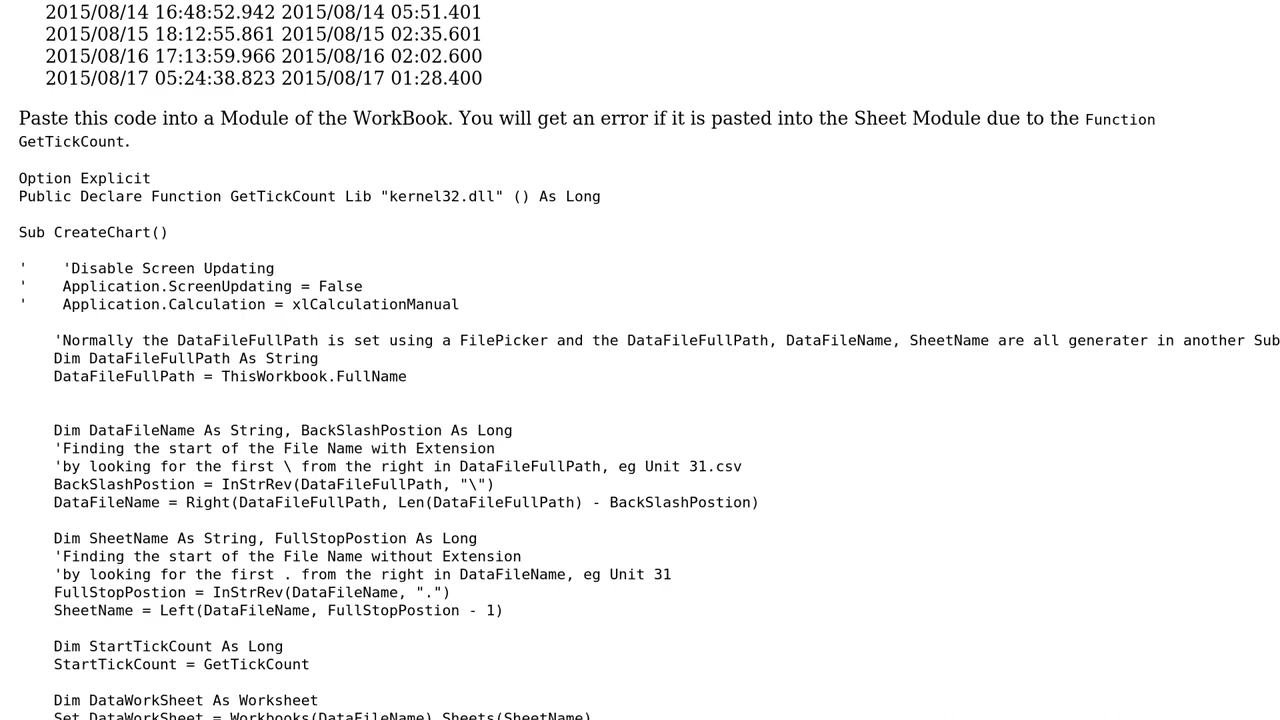 2015/08/14 16:48:52.942 2015/08/14 05:51.401
2015/08/15 18:12:55.861 2015/08/15 02:35.601
2015/08/16 17:13:59.966 2015/08/16 02:02.600
2015/08/17 05:24:38.823 2015/08/17 01:28.400
Paste this code into a Module of the WorkBook. You will get an error if it is pasted into the Sheet Module due to the Function
GetTickCount.
Option Explicit
Public Declare Function GetTickCount Lib "kernel32.dll" () As Long
Sub CreateChart()
'    'Disable Screen Updating
'    Application.ScreenUpdating = False
'    Application.Calculation = xlCalculationManual
    'Normally the DataFileFullPath is set using a FilePicker and the DataFileFullPath, DataFileName, SheetName are all generater in another Sub
    Dim DataFileFullPath As String
    DataFileFullPath = ThisWorkbook.FullName
    Dim DataFileName As String, BackSlashPostion As Long
    'Finding the start of the File Name with Extension
    'by looking for the first \ from the right in DataFileFullPath, eg Unit 31.csv
    BackSlashPostion = InStrRev(DataFileFullPath, "\")
    DataFileName = Right(DataFileFullPath, Len(DataFileFullPath) - BackSlashPostion)
    Dim SheetName As String, FullStopPostion As Long
    'Finding the start of the File Name without Extension
    'by looking for the first . from the right in DataFileName, eg Unit 31
    FullStopPostion = InStrRev(DataFileName, ".")
    SheetName = Left(DataFileName, FullStopPostion - 1)
    Dim StartTickCount As Long
    StartTickCount = GetTickCount
    Dim DataWorkSheet As Worksheet
    Set DataWorkSheet = Workbooks(DataFileName).Sheets(SheetName)